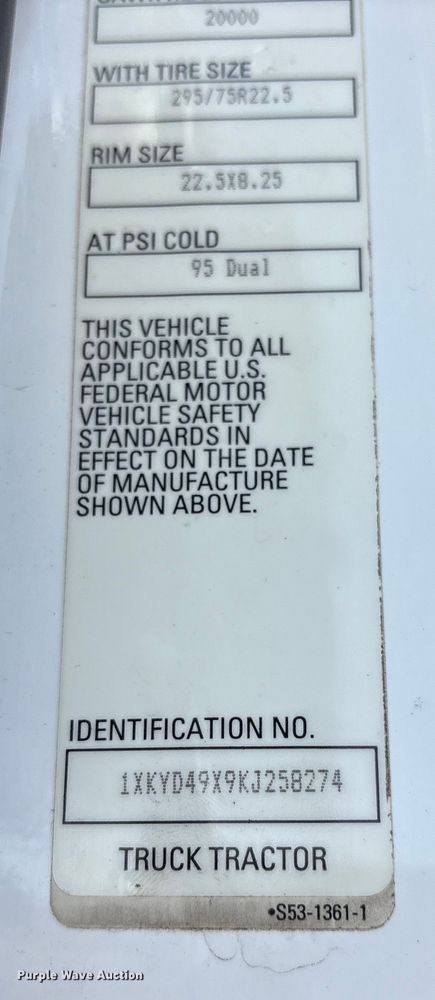 20000
WITH TIRE SIZE
295/75R22.5
RIM SIZE
22.5X8.25
AT PSI COLD
95 Dual
THIS VEHICLE
CONFORMS TO ALL
APPLICABLE U.S.
FEDERAL MOTOR
VEHICLE SAFETY
STANDARDS IN
EFFECT ON THE DATE
OF MANUFACTURE
SHOWN ABOVE.
IDENTIFICATION NO.
1XKYD49X9KJ258274
TRUCK TRACTOR
•S53-1361-1
Purple Wave Auction